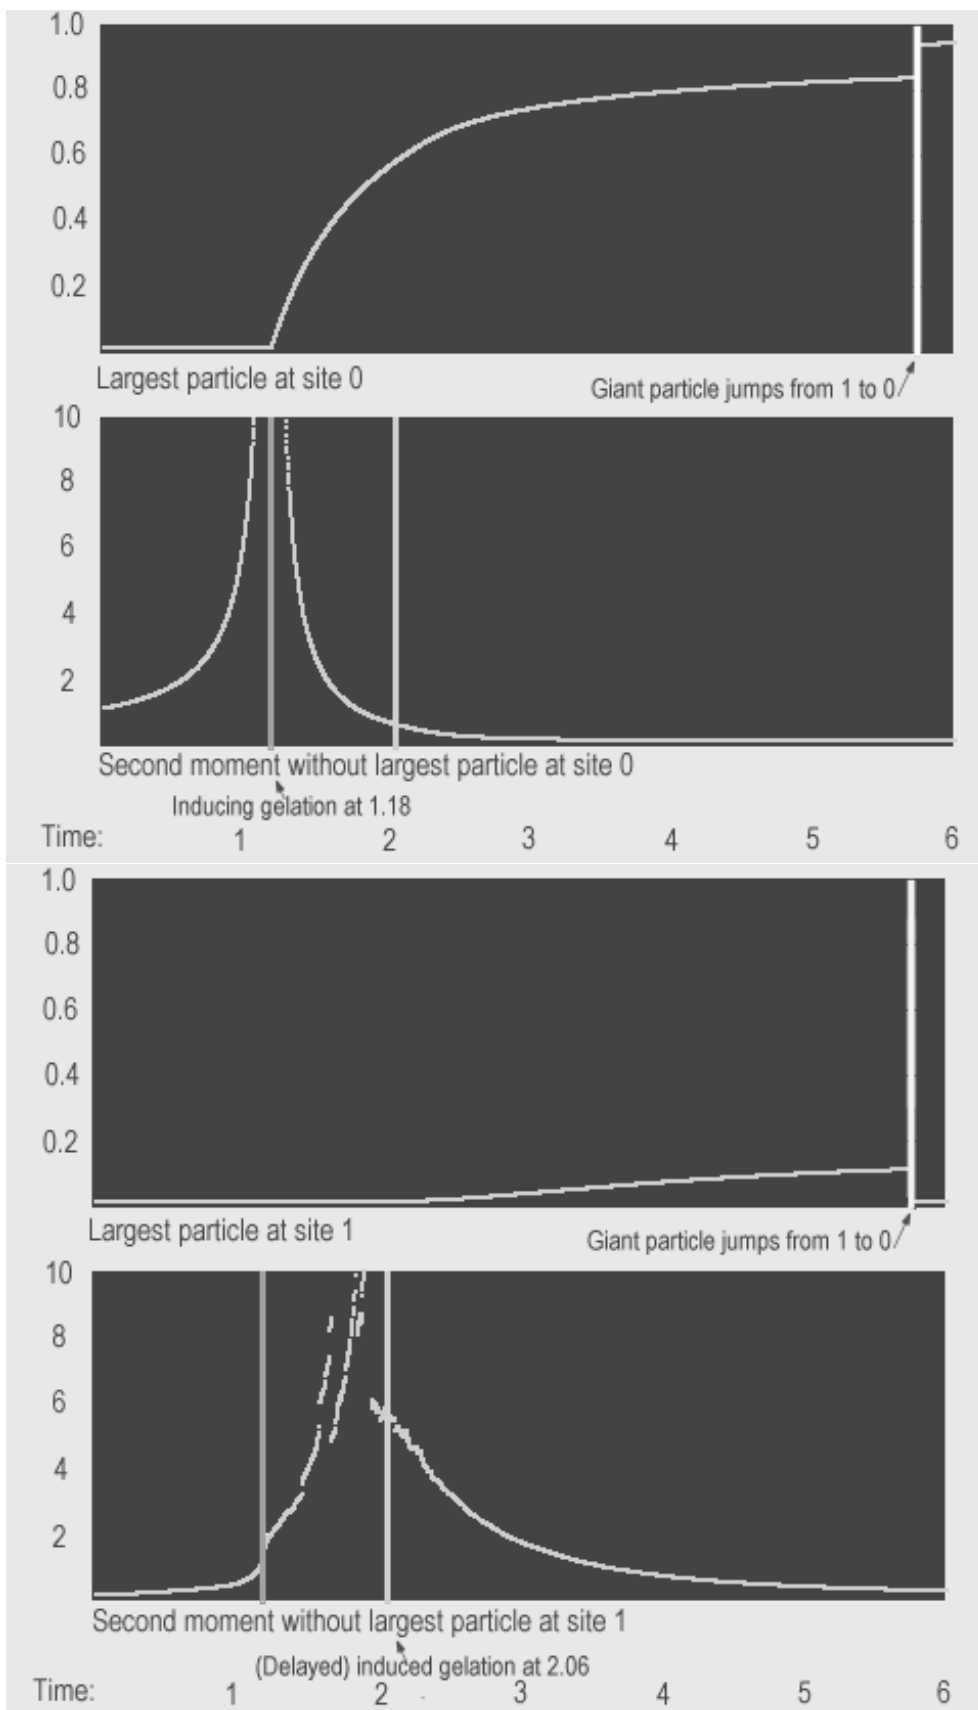 1.0
0.8
0.6
0.4
0.2
Largest particle at site 0
Giant particle jumps from 1 to 0
10
8
6
4
2
Second moment without largest particle at site 0
Inducing gelation at 1.18
Time: 1 2 3 4 5 6
1.0
0.8
0.6
0.4
0.2
Largest particle at site 1
Giant particle jumps from 1 to 0
10
8
6
4
2
Second moment without largest particle at site 1
(Delayed) induced gelation at 2.06
Time: 1 2 3 4 5 6